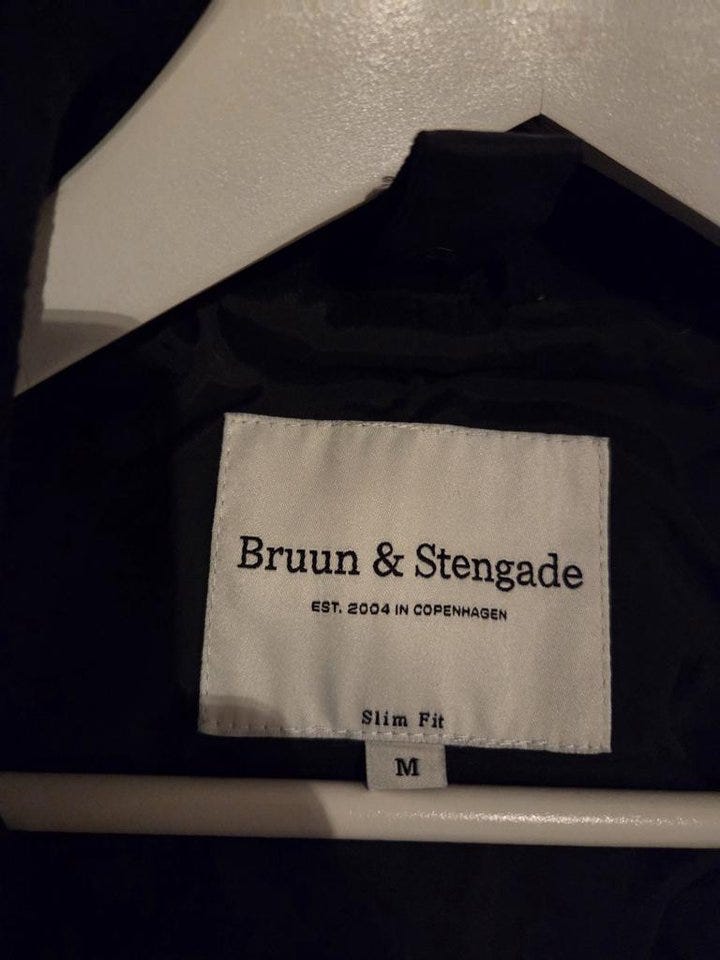 Bruun & Stengade
EST. 2004 IN COPENHAGEN
Slim Fit
M